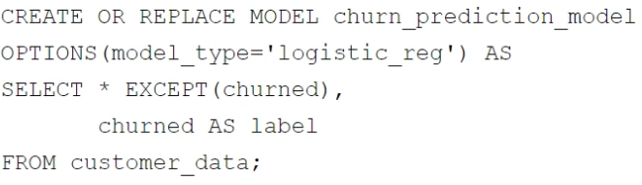 CREATE OR REPLACE MODEL churn_prediction_model
OPTIONS(model_type='logistic_reg') AS
SELECT * EXCEPT(churned),
churned AS label
FROM customer_data;